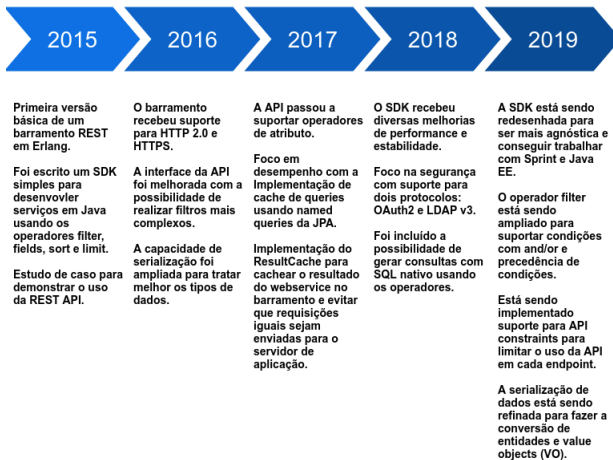 2015
2016
2017
2018
2019
Primeira versão
básica de um
barramento REST
em Erlang.
Foi escrito um SDK
simples para
desenvovler
serviços em Java
usando os
operadores filter,
fields, sort e limit.
Estudo de caso para
demonstrar o uso
da REST API.
O barramento
recebeu suporte
para HTTP 2.0 e
HTTPS.
A interface da API
foi melhorada com a
possibilidade de
realizar filtros mais
complexos.
A capacidade de
serialização foi
ampliada para tratar
melhor os tipos de
dados.
A API passou a
suportar operadores
de atributo.
Foco em
desempenho com a
Implementação de
cache de queries
usando named
queries da JPA.
Implementação do
ResultCache para
cachear o resultado
do webservice no
barramento e evitar
que requisições
iguais sejam
enviadas para o
servidor de
aplicação.
O SDK recebeu
diversas melhorias
de performance e
estabilidade.
Foco na segurança
com suporte para
dois protocolos:
OAuth2 e LDAP v3.
Foi incluído a
possibilidade de
gerar consultas com
SQL nativo usando
os operadores.
A SDK está sendo
redesenhada para
ser mais agnóstica e
conseguir trabalhar
com Sprint e Java
EE.
O operador filter
está sendo
ampliado para
suportar condições
com and/or e
precedência de
condições.
Está sendo
implementado
suporte para API
constraints para
limitar o uso da API
em cada endpoint.
A serialização de
dados está sendo
refinada para fazer a
conversão de
entidades e value
objects (VO).